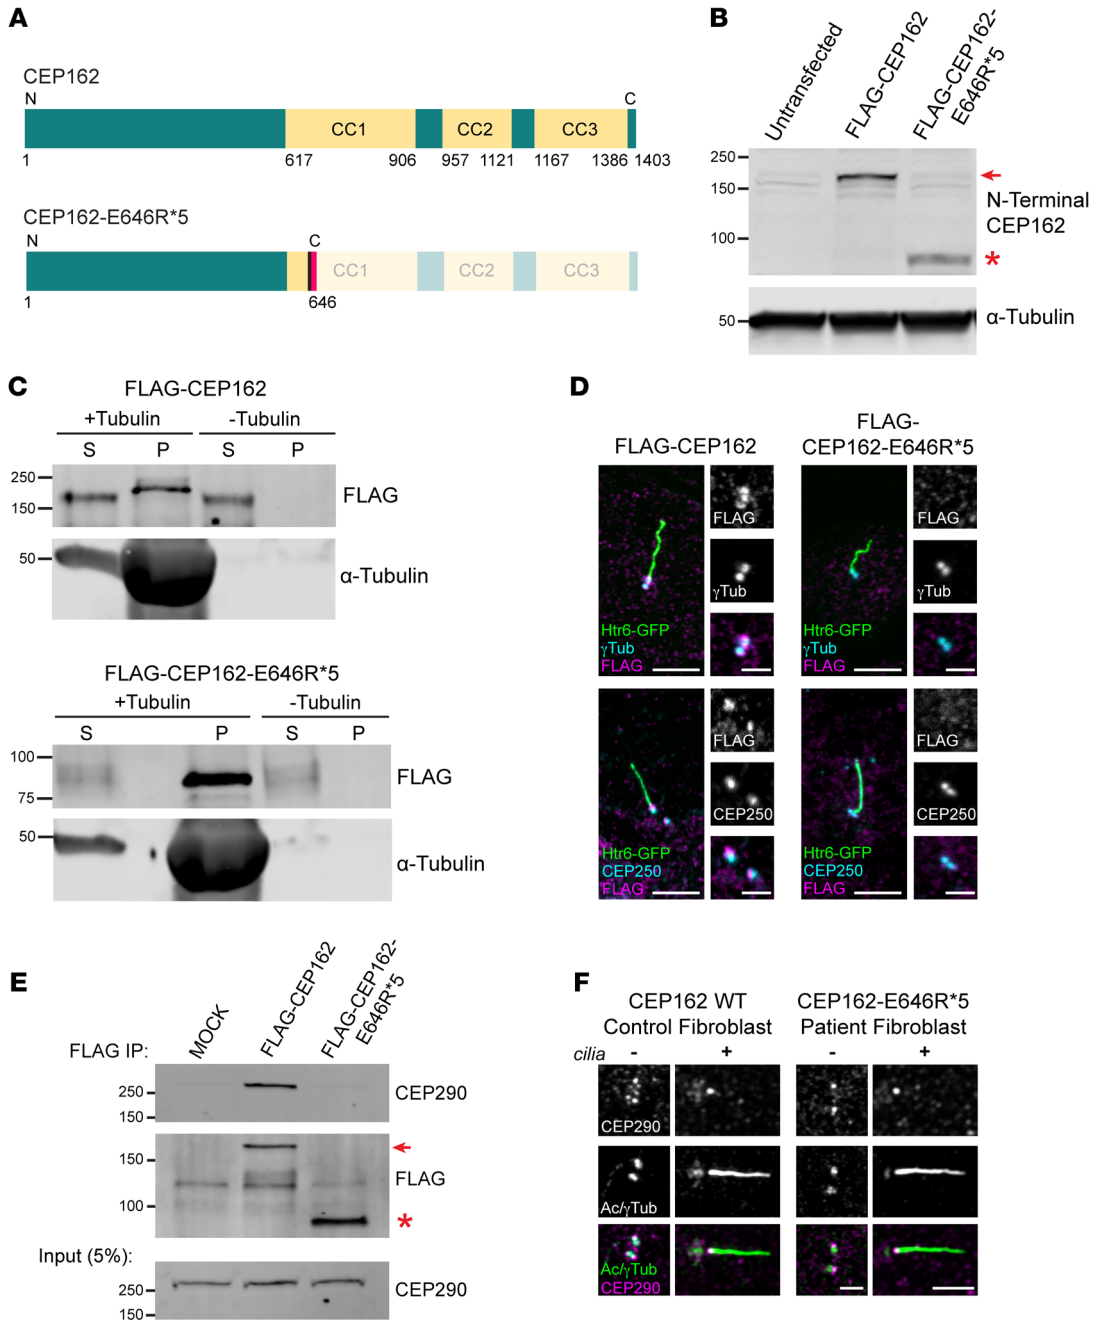 A
CEP162
N C
CC1 CC2 CC3
1 617 906 957 1121 1167 1386 1403
CEP162-E646R*5
N C
CC1 CC2 CC3
1 646
B
Untransfected
FLAG-CEP162
FLAG-CEP162-
E646R*5
250
150
100
N-Terminal
CEP162
*
50
α-Tubulin
C
FLAG-CEP162
+Tubulin -Tubulin
S P S P
250
150
FLAG
50
α-Tubulin
FLAG-CEP162-E646R*5
+Tubulin -Tubulin
S P S P
100
75
FLAG
50
α-Tubulin
D
FLAG-CEP162
FLAG-
CEP162-E646R*5
FLAG
γTub
Htr6-GFP
γTub
FLAG
FLAG
γTub
Htr6-GFP
γTub
FLAG
FLAG
CEP250
Htr6-GFP
CEP250
FLAG
FLAG
CEP250
Htr6-GFP
CEP250
FLAG
E
FLAG IP:
MOCK
FLAG-CEP162
FLAG-CEP162-
E646R*5
250
150
CEP290
150
100
FLAG
*
Input (5%):
250
150
CEP290
F
CEP162 WT
Control Fibroblast
CEP162-E646R*5
Patient Fibroblast
cilia - + - +
CEP290
Ac/γTub
Ac/γTub
CEP290